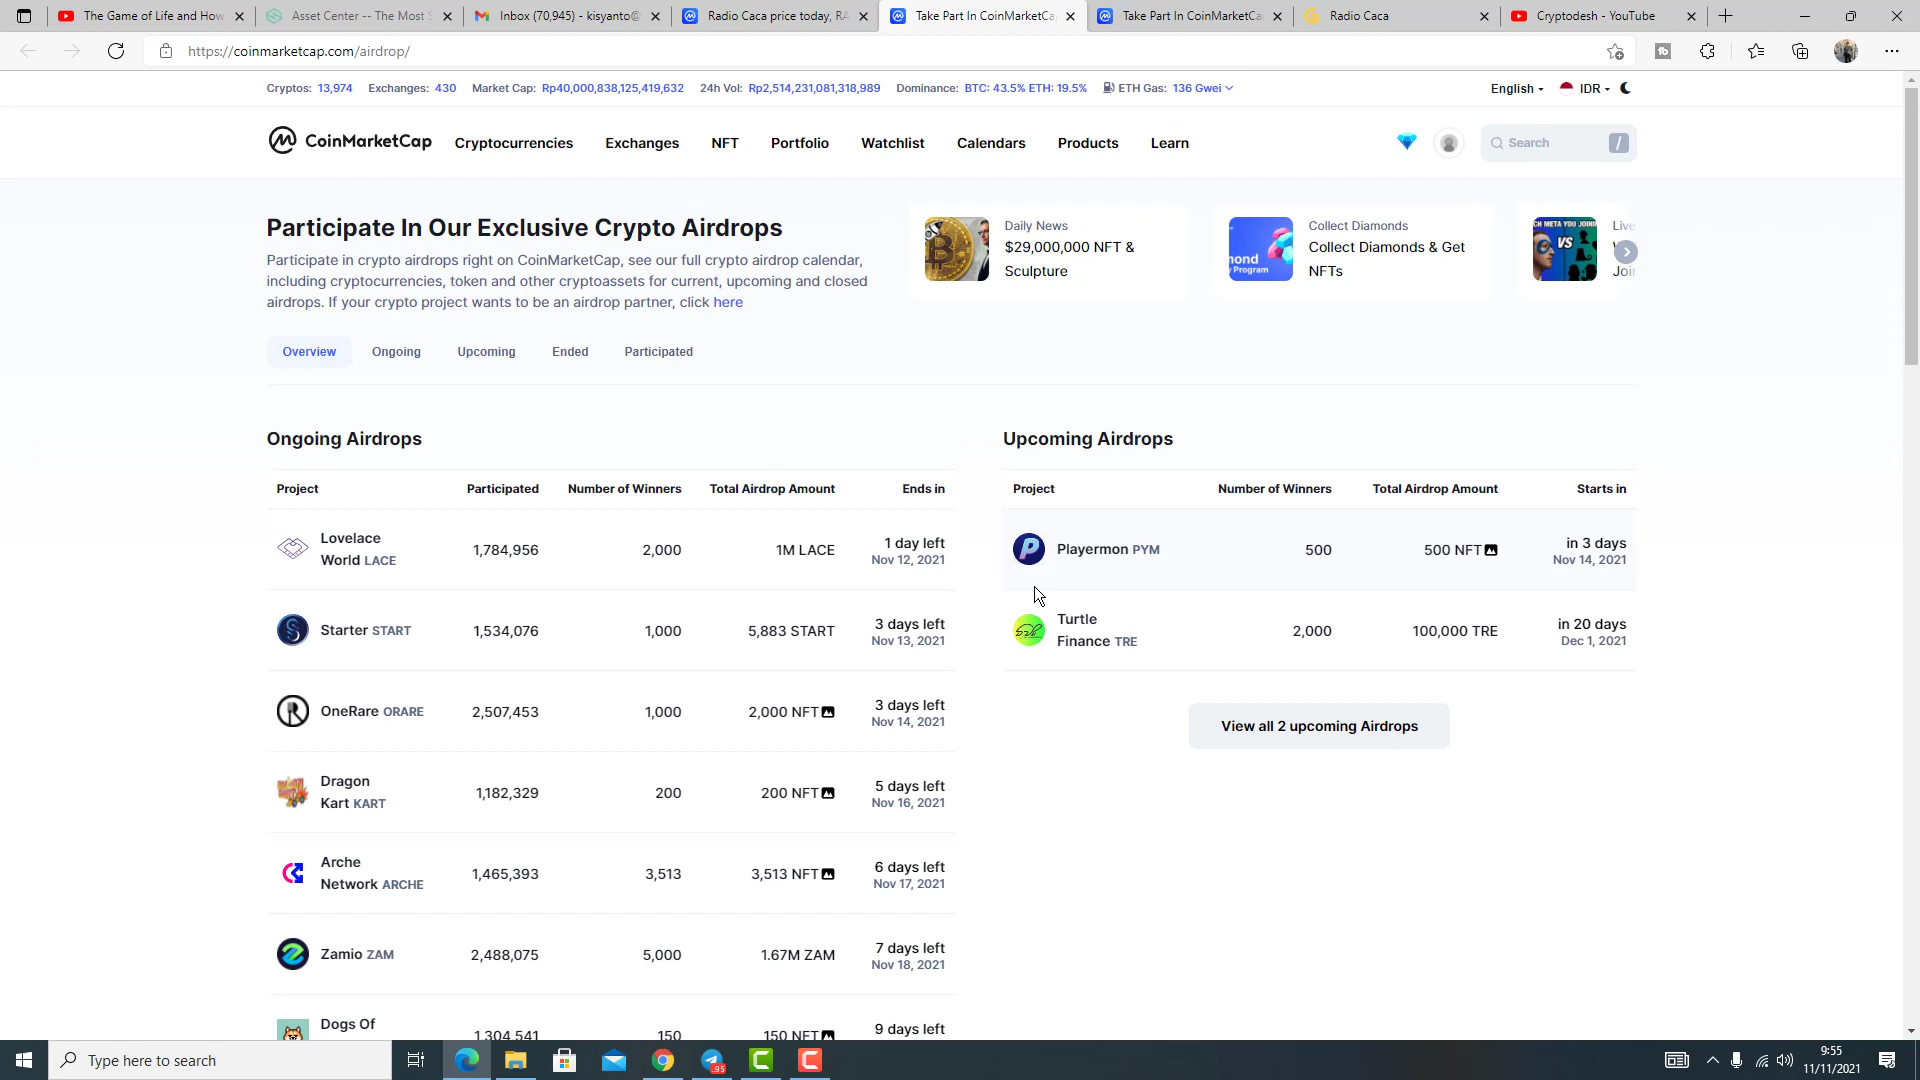 The Game of Life and How
Asset Center -- The Most S
Inbox (70,945) - kisyanto@
Radio Caca price today, RA
Take Part In CoinMarketCa
Take Part In CoinMarketCa
Radio Caca
Cryptodesh - YouTube
https://coinmarketcap.com/airdrop/
Cryptos: 13,974 Exchanges: 430 Market Cap: Rp40,000,838,125,419,632 24h Vol: Rp2,514,231,081,318,989 Dominance: BTC: 43.5% ETH: 19.5% ETH Gas: 136 Gwei
English IDR
CoinMarketCap Cryptocurrencies Exchanges NFT Portfolio Watchlist Calendars Products Learn
Search /
Participate In Our Exclusive Crypto Airdrops
Participate in crypto airdrops right on CoinMarketCap, see our full crypto airdrop calendar,
including cryptocurrencies, token and other cryptoassets for current, upcoming and closed
airdrops. If your crypto project wants to be an airdrop partner, click here
Daily News
$29,000,000 NFT &
Sculpture
Collect Diamonds
Collect Diamonds & Get
NFTs
Live
Join
VS
Overview Ongoing Upcoming Ended Participated
Ongoing Airdrops
Project Participated Number of Winners Total Airdrop Amount Ends in
Lovelace
World LACE
1,784,956 2,000 1M LACE
1 day left
Nov 12, 2021
Starter START 1,534,076 1,000 5,883 START
3 days left
Nov 13, 2021
OneRare ORARE 2,507,453 1,000 2,000 NFT
3 days left
Nov 14, 2021
Dragon
Kart KART
1,182,329 200 200 NFT
5 days left
Nov 16, 2021
Arche
Network ARCHE
1,465,393 3,513 3,513 NFT
6 days left
Nov 17, 2021
Zamio ZAM 2,488,075 5,000 1.67M ZAM
7 days left
Nov 18, 2021
Dogs Of
1,304,541 150 150 NFT
9 days left
Upcoming Airdrops
Project Number of Winners Total Airdrop Amount Starts in
Playermon PYM 500 500 NFT
in 3 days
Nov 14, 2021
Turtle
Finance TRE
2,000 100,000 TRE
in 20 days
Dec 1, 2021
View all 2 upcoming Airdrops
Type here to search
95
9:55
11/11/2021